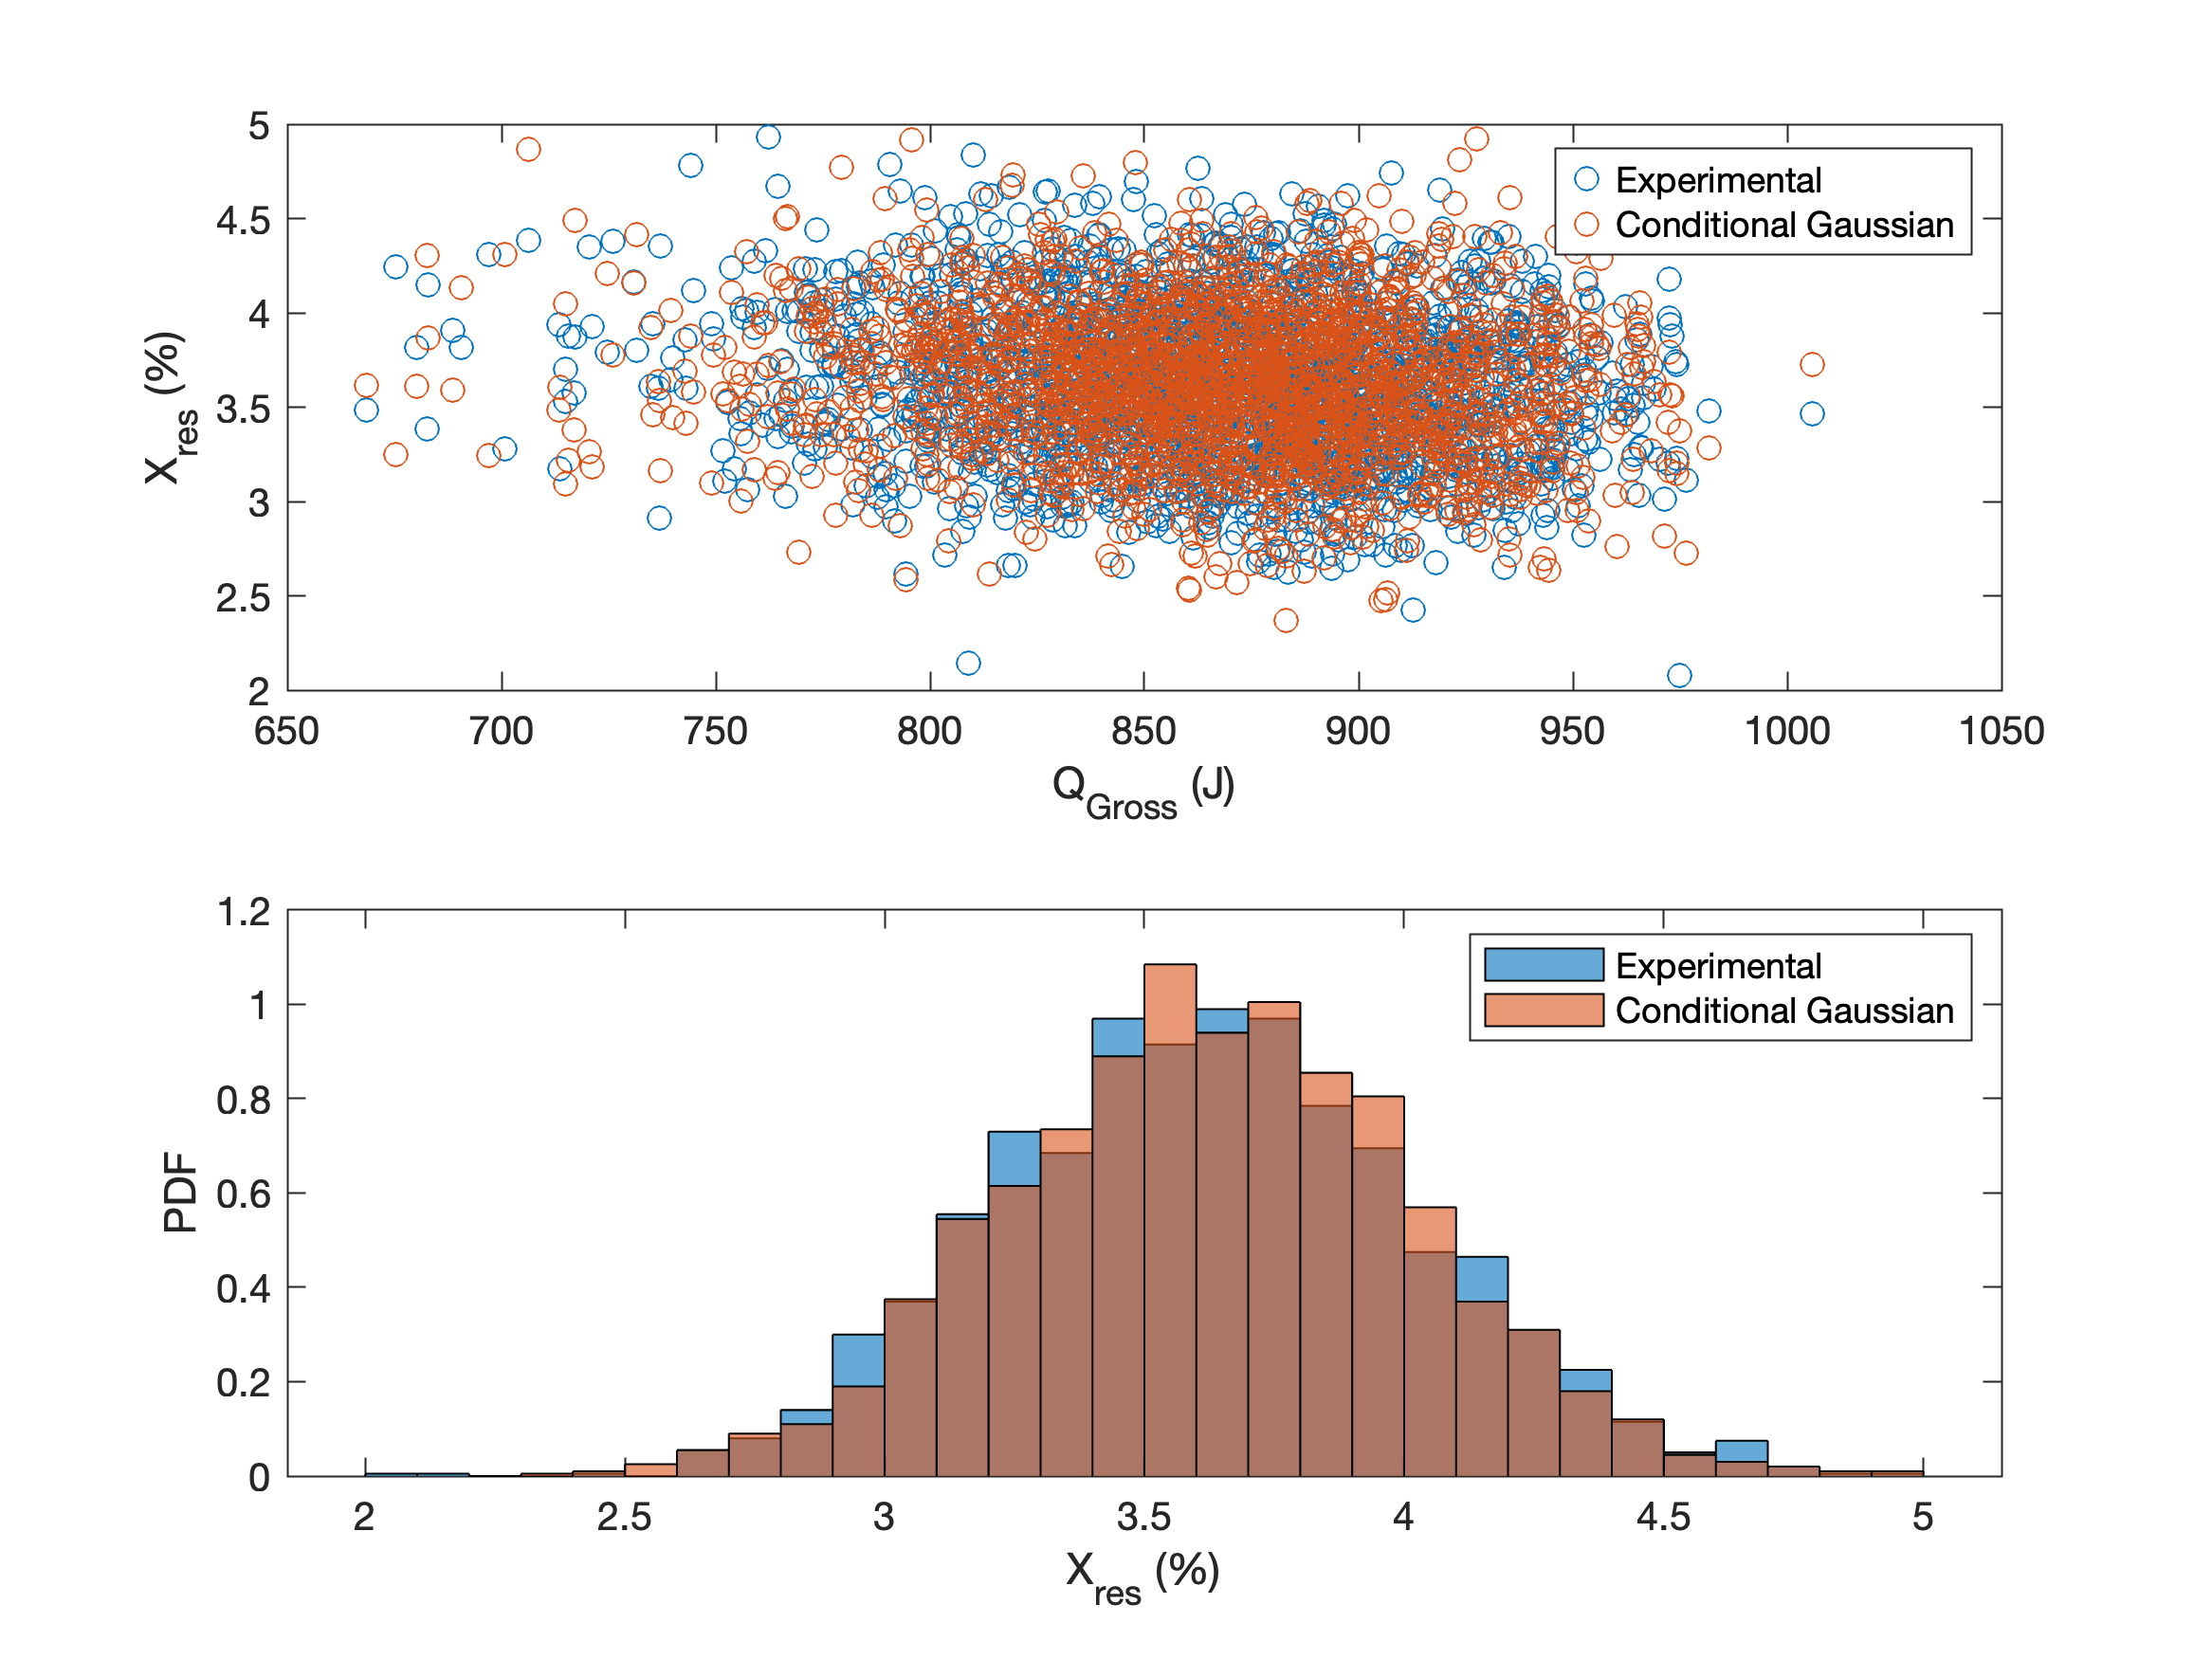 5
4.5
4
3.5
3
2.5
2
X_res (%)
Experimental
Conditional Gaussian
650 700 750 800 850 900 950 1000 1050
Q_Gross (J)
1.2
1
0.8
0.6
0.4
0.2
0
PDF
Experimental
Conditional Gaussian
2 2.5 3 3.5 4 4.5 5
X_res (%)